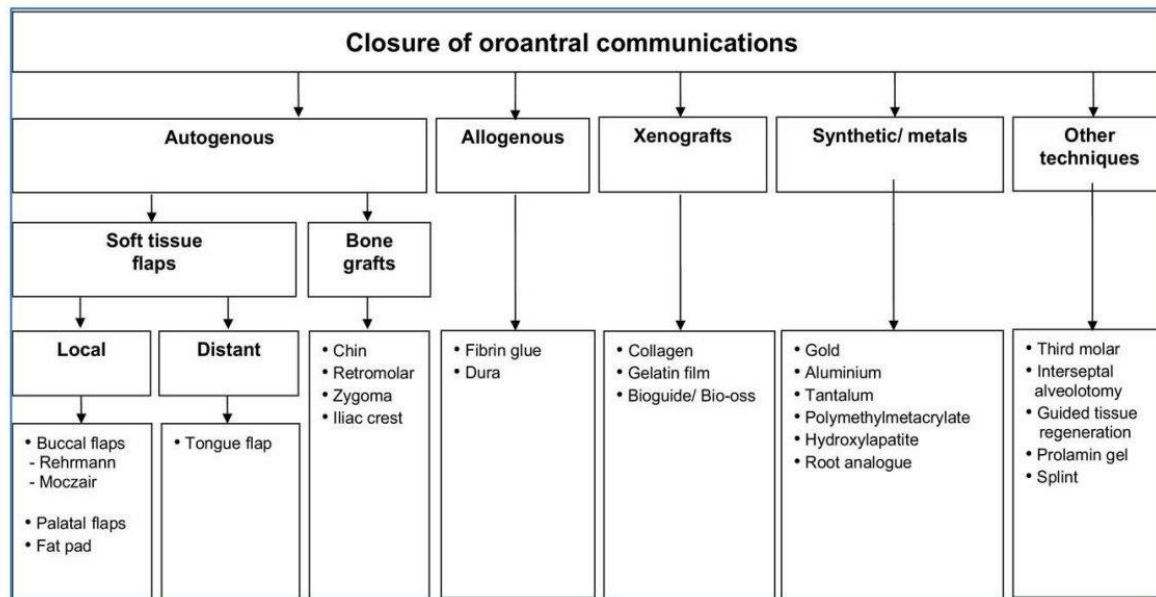 Closure of oroantral communications
Autogenous
Allogenous
Xenografts
Synthetic/ metals
Other
techniques
Soft tissue
flaps
Bone
grafts
Local
Distant
• Buccal flaps
- Rehrmann
- Moczair
• Palatal flaps
• Fat pad
• Tongue flap
• Chin
• Retromolar
• Zygoma
• Iliac crest
• Fibrin glue
• Dura
• Collagen
• Gelatin film
• Bioguide/ Bio-oss
• Gold
• Aluminium
• Tantalum
• Polymethylmetacrylate
• Hydroxylapatite
• Root analogue
• Third molar
• Interseptal
alveolotomy
• Guided tissue
regeneration
• Prolamin gel
• Splint